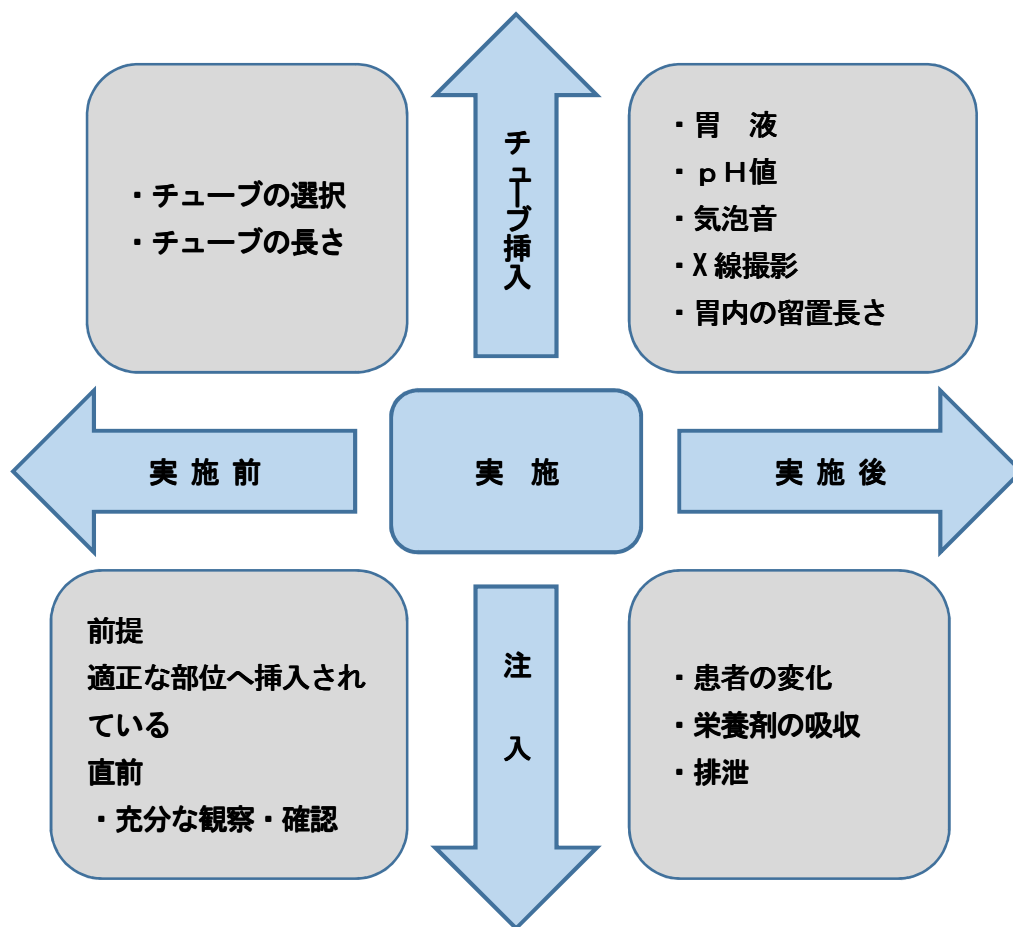 ・チューブの選択
・チューブの長さ
チューブ挿入
・胃　液
・ｐH値
・気泡音
・X線撮影
・胃内の留置長さ
実 施 前
実　施
実 施 後
前提
適正な部位へ挿入され
ている
直前
・充分な観察・確認
注　入
・患者の変化
・栄養剤の吸収
・排泄